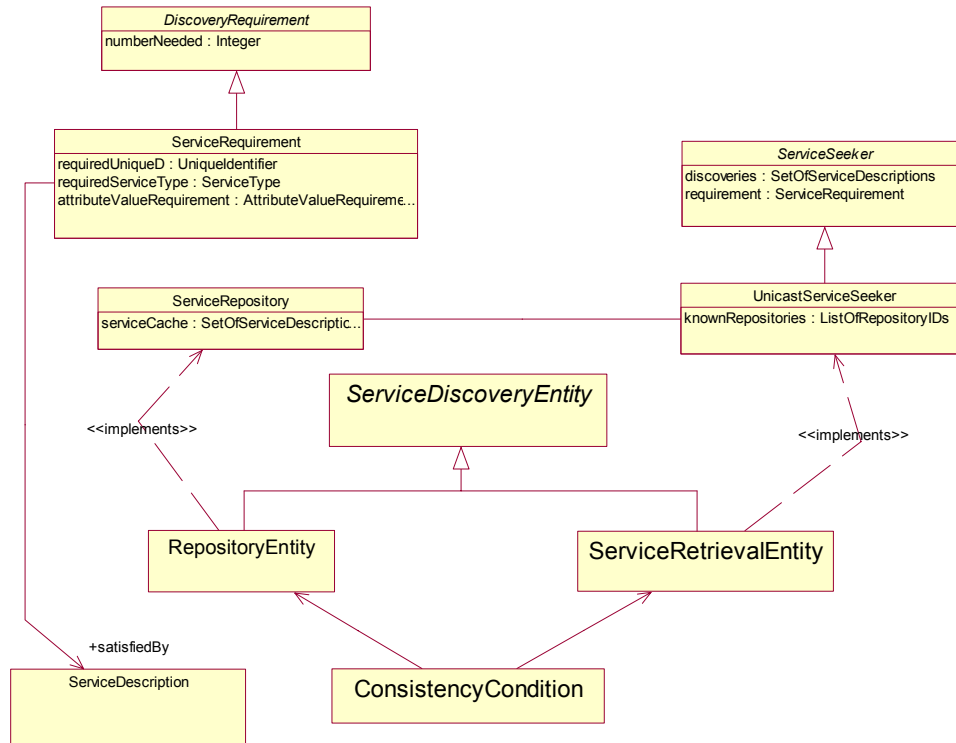 DiscoveryRequirement
numberNeeded : Integer
ServiceRequirement
requiredUniqueD : UniqueIdentifier
requiredServiceType : ServiceType
attributeValueRequirement : AttributeValueRequireme...
ServiceSeeker
discoveries : SetOfServiceDescriptions
requirement : ServiceRequirement
ServiceRepository
serviceCache : SetOfServiceDescriptic...
UnicastServiceSeeker
knownRepositories : ListOfRepositoryIDs
ServiceDiscoveryEntity
<<implements>>
<<implements>>
RepositoryEntity
ServiceRetrievalEntity
+satisfiedBy
ServiceDescription
ConsistencyCondition